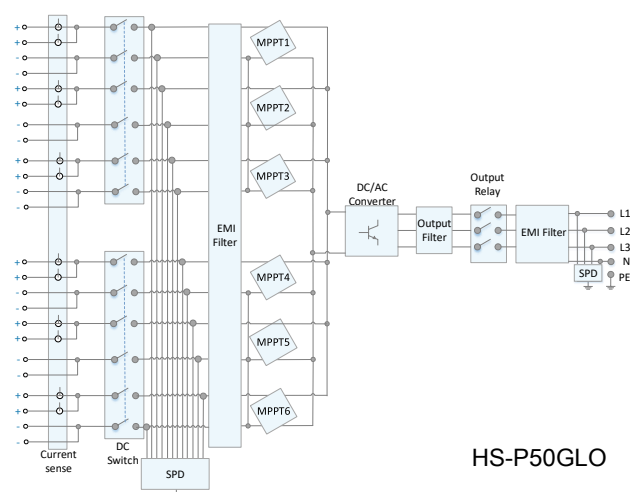 +
+
-
-
+
+
-
-
+
+
-
-
+
+
-
-
+
+
-
-
+
+
-
-
Current
sense
DC
Switch
SPD
EMI
Filter
MPPT1
MPPT2
MPPT3
MPPT4
MPPT5
MPPT6
DC/AC
Converter
Output
Filter
Output
Relay
EMI Filter
SPD
L1
L2
L3
N
PE
HS-P50GLO